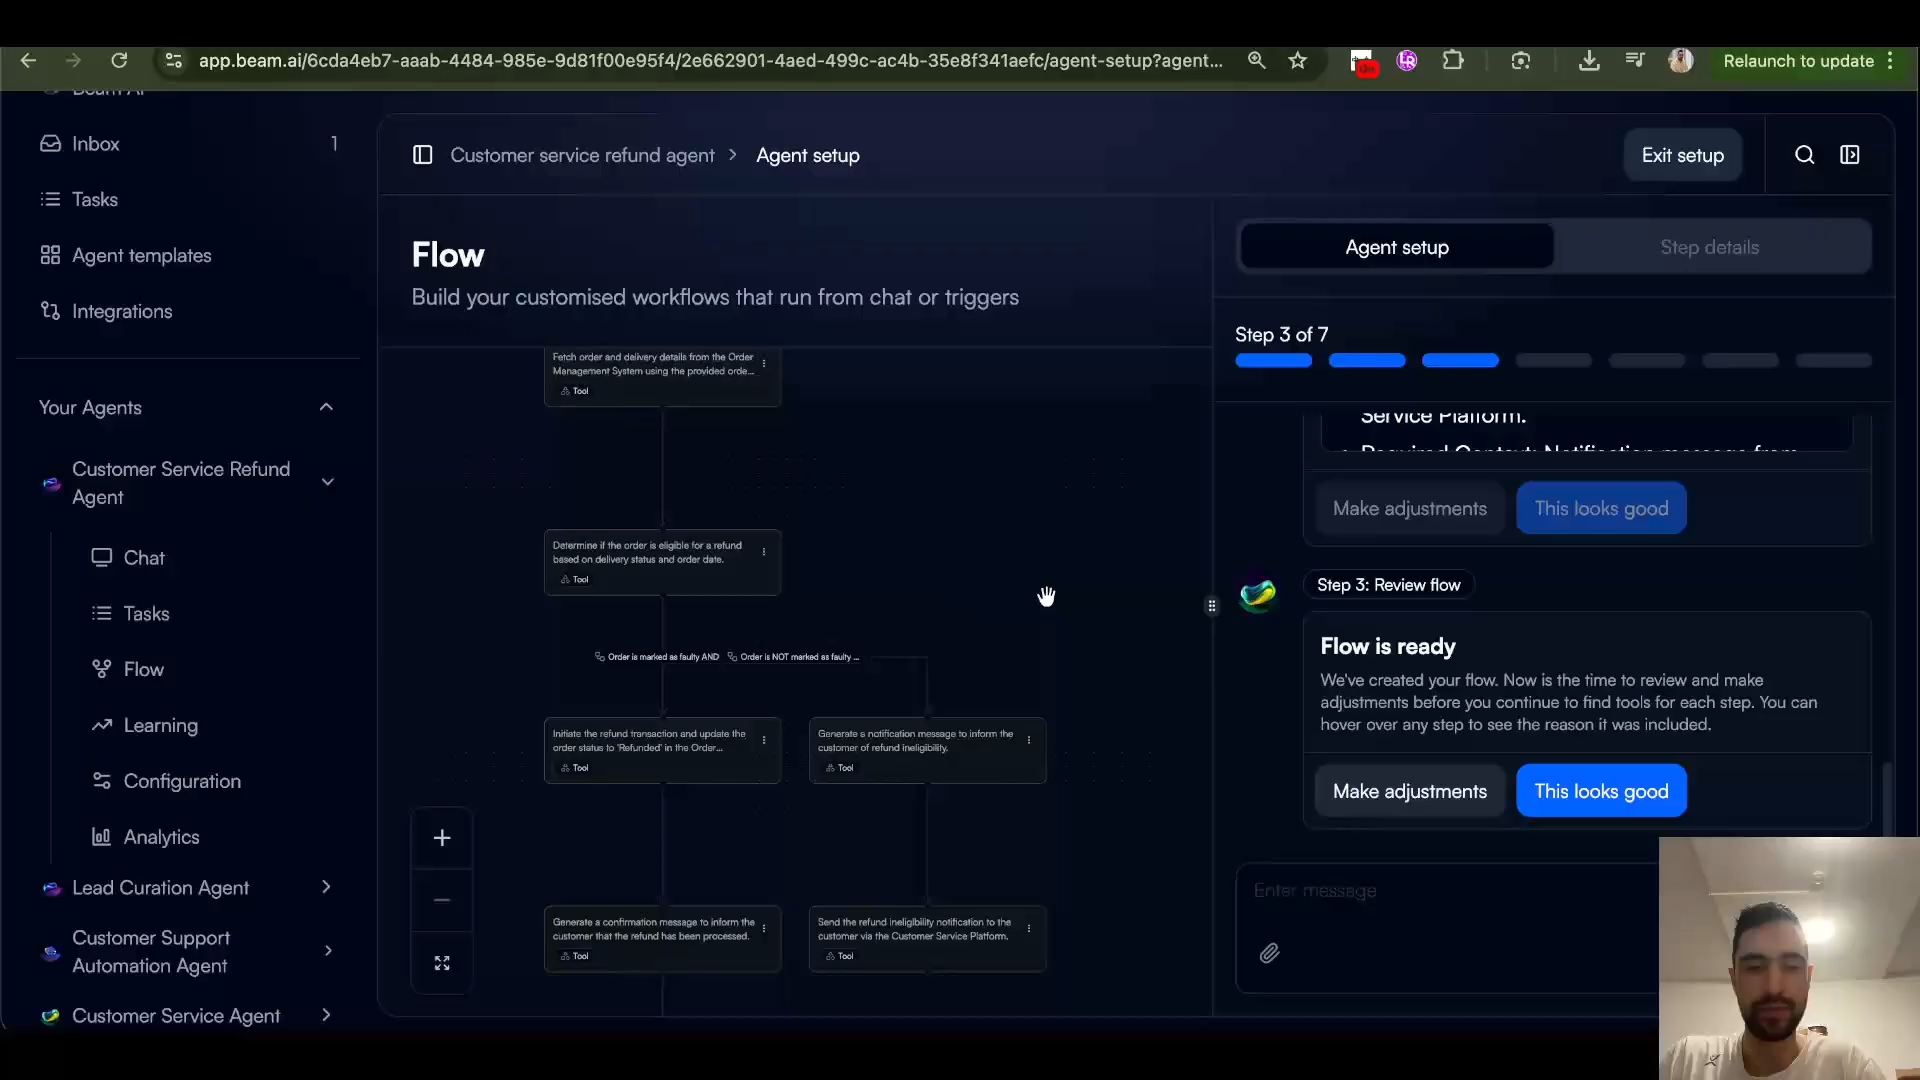 app.beam.ai/6cda4eb7-aaab-4484-985e-9d81f00e95f4/2e662901-4aed-499c-ac4b-35e8f341aefc/agent-setup?agent...
Relaunch to update
Beam AI
Inbox
1
Tasks
Agent templates
Integrations
Your Agents
Customer Service Refund
Agent
Chat
Tasks
Flow
Learning
Configuration
Analytics
Lead Curation Agent
Customer Support
Automation Agent
Customer Service Agent
Customer service refund agent > Agent setup
Exit setup
Flow
Build your customised workflows that run from chat or triggers
Fetch order and delivery details from the Order
Management System using the provided orde...
Tool
Determine if the order is eligible for a refund
based on delivery status and order date.
Tool
Order is marked as faulty AND
Order is NOT marked as faulty ...
Initiate the refund transaction and update the
order status to 'Refunded' in the Order...
Tool
Generate a notification message to inform the
customer of refund ineligibility.
Tool
Generate a confirmation message to inform the
customer that the refund has been processed.
Tool
Send the refund ineligibility notification to the
customer via the Customer Service Platform.
Tool
Agent setup
Step details
Step 3 of 7
Service Platform.
Required Context: Notification message from
Make adjustments
This looks good
Step 3: Review flow
Flow is ready
We've created your flow. Now is the time to review and make
adjustments before you continue to find tools for each step. You can
hover over any step to see the reason it was included.
Make adjustments
This looks good
Enter message